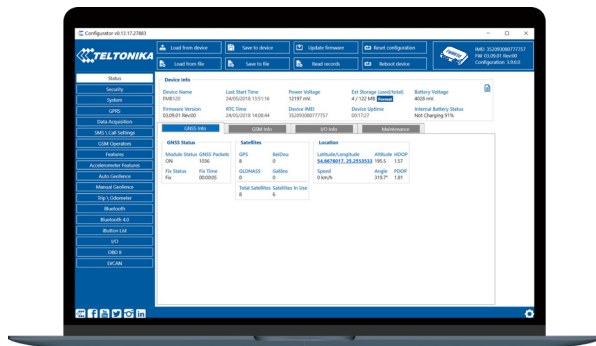 Configurator v0.13.17.27883
TELTONIKA
Load from device
Save to device
Update firmware
Reset configuration
Load from file
Save to file
Read records
Reboot device
IMEI 352093080777757
FW 03.09.01 Rev:00
Configuration 3.9.6.0
Status
Security
System
GPRS
Data Acquisition
SMS \ Call Settings
GSM Operators
Features
Accelerometer Features
Auto Geofence
Manual Geofence
Trip \ Odometer
Bluetooth
Bluetooth 4.0
iButton List
I/O
OBD II
LVCAN
Device Info
Device Name Last Start Time Power Voltage Ext Storage (used/total) Battery Voltage
FMB120 24/05/2018 13:51:16 12197 mV. 4 / 122 MB Format 4028 mV.
Firmware Version RTC Time Device IMEI Device Uptime Internal Battery Status
03.09.01 Rev:00 24/05/2018 14:08:44 352093080777757 00:17:27 Not Charging 91%
GNSS Info GSM Info I/O Info Maintenance
GNSS Status
Module Status GNSS Packets
ON 1036
Fix Status Fix Time
Fix 00:00:05
Satellites
GPS BeiDou
8 0
GLONASS Galileo
0 0
Total Satellites Satellites In Use
8 6
Location
Latitude/Longitude Altitude HDOP
54.6678017, 25.2553533 195.5 1.57
Speed Angle PDOP
0 km/h 319.7° 1.81